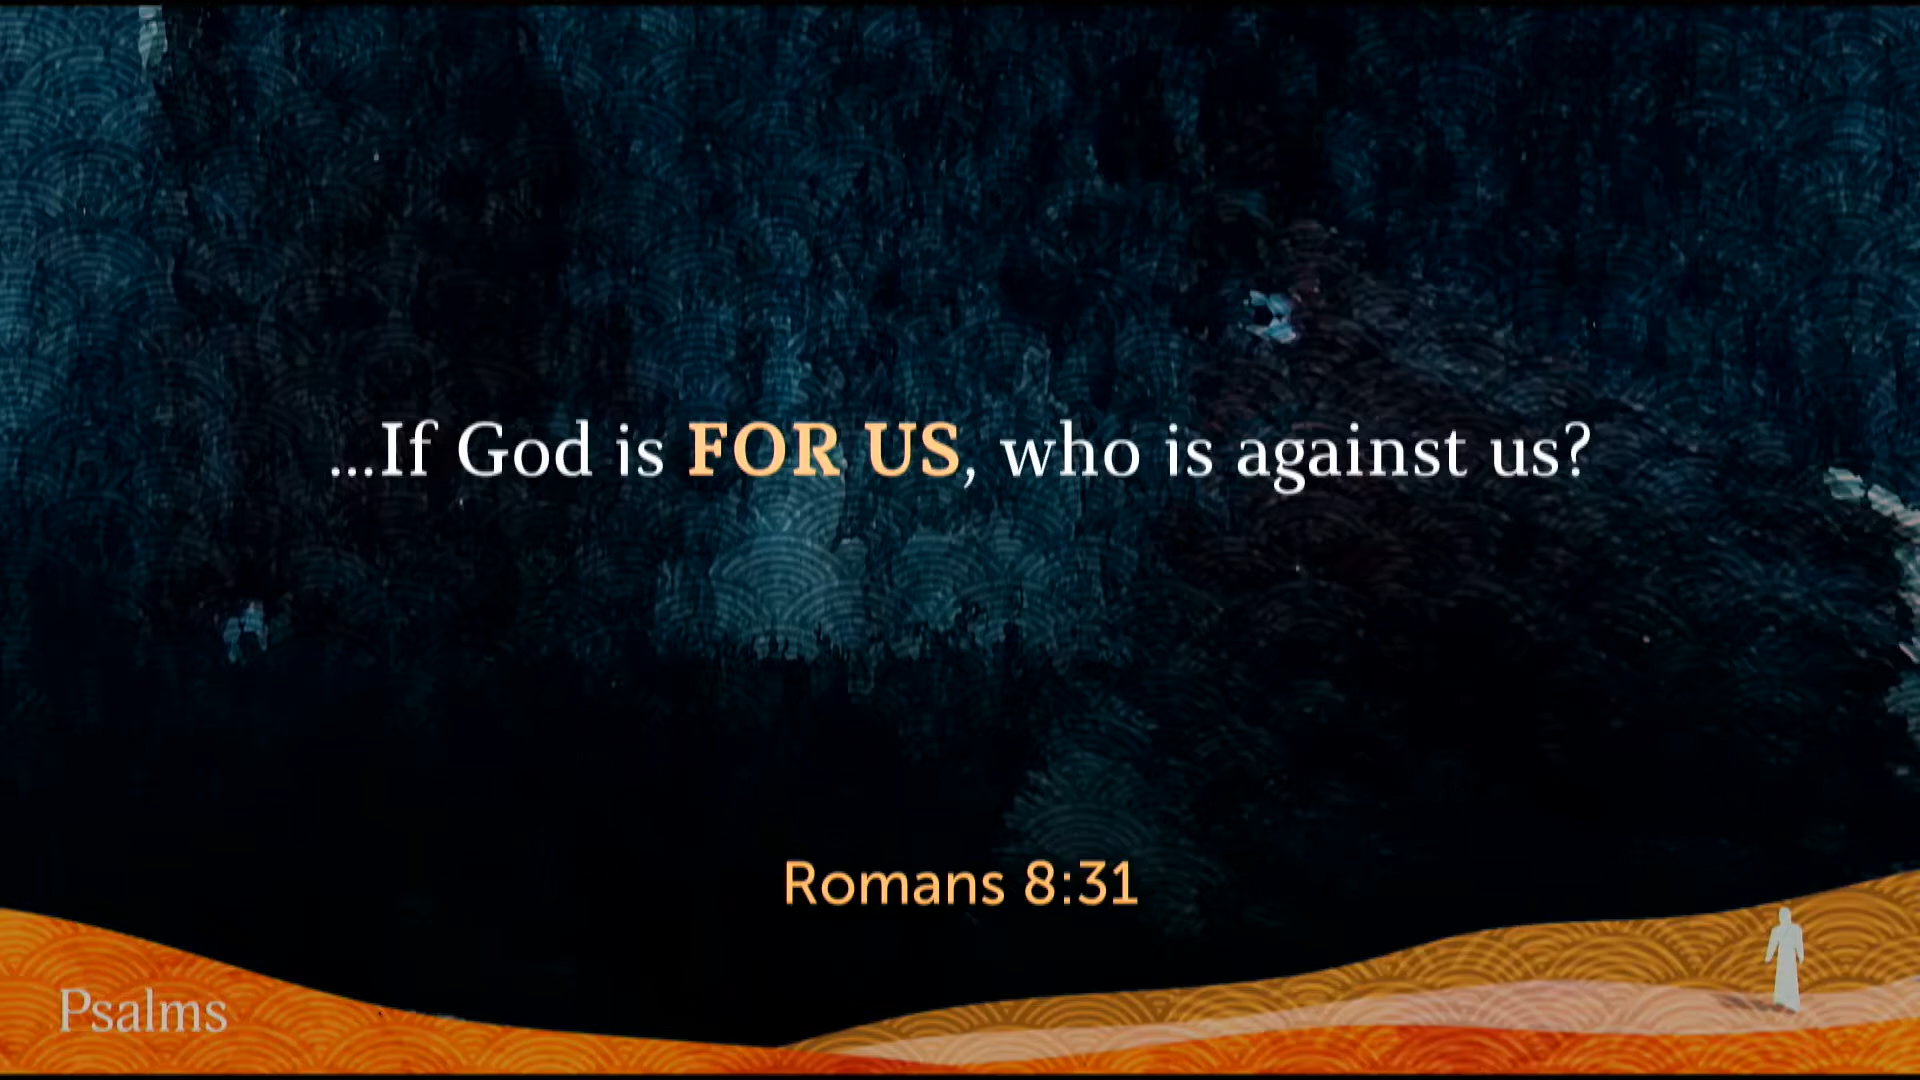 ...If God is FOR US, who is against us?
Romans 8:31
Psalms